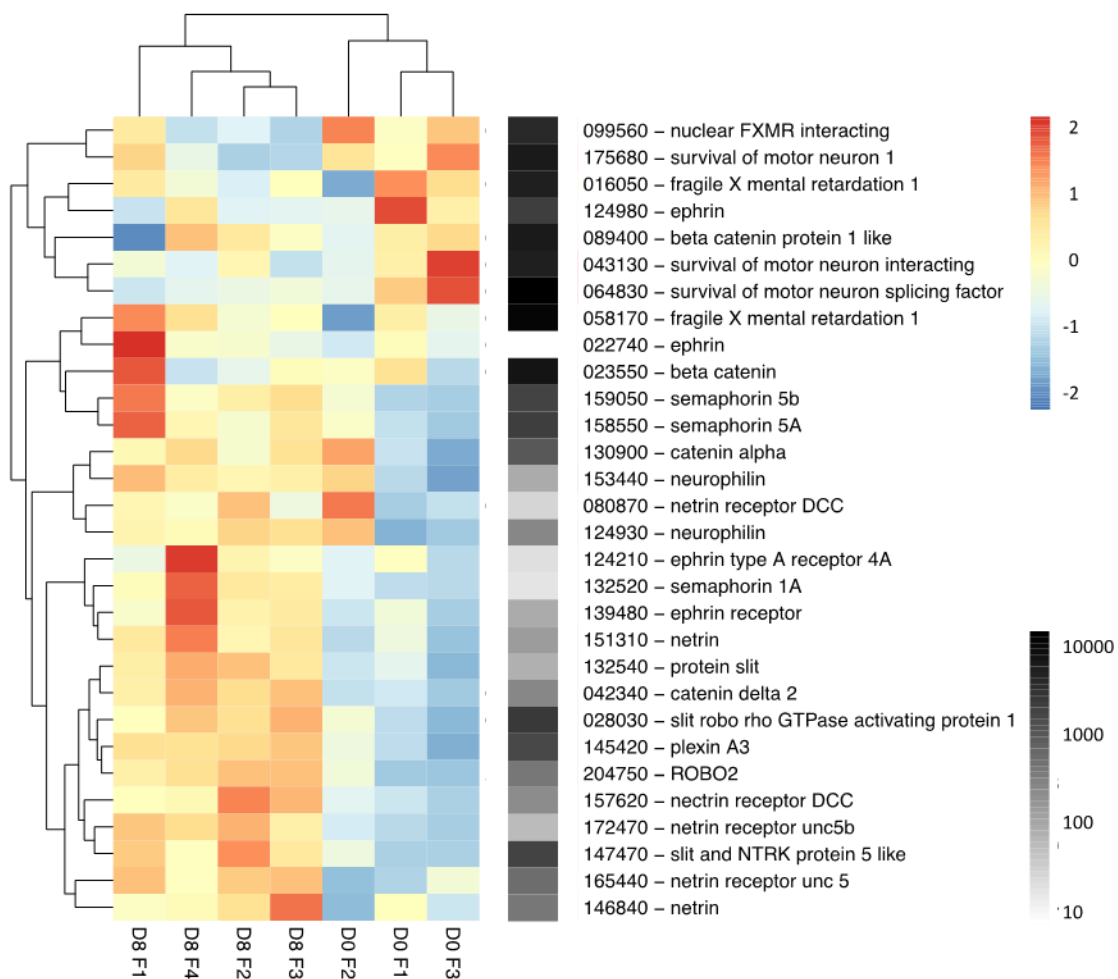 099560 – nuclear FXMR interacting
175680 – survival of motor neuron 1
016050 – fragile X mental retardation 1
124980 – ephrin
089400 – beta catenin protein 1 like
043130 – survival of motor neuron interacting
064830 – survival of motor neuron splicing factor
058170 – fragile X mental retardation 1
022740 – ephrin
023550 – beta catenin
159050 – semaphorin 5b
158550 – semaphorin 5A
130900 – catenin alpha
153440 – neurophilin
080870 – netrin receptor DCC
124930 – neurophilin
124210 – ephrin type A receptor 4A
132520 – semaphorin 1A
139480 – ephrin receptor
151310 – netrin
132540 – protein slit
042340 – catenin delta 2
028030 – slit robo rho GTPase activating protein 1
145420 – plexin A3
204750 – ROBO2
157620 – nectrin receptor DCC
172470 – netrin receptor unc5b
147470 – slit and NTRK protein 5 like
165440 – netrin receptor unc 5
146840 – netrin
2
1
0
-1
-2
10000
1000
100
10
D8 F1
D8 F4
D8 F2
D8 F3
D0 F2
D0 F1
D0 F3